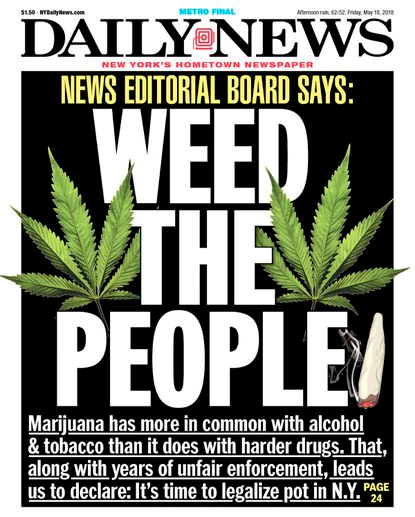 $1.50 · NYDailyNews.com METRO FINAL Afternoon rain, 62/52. Friday, May 18, 2018
DAILY NEWS
NEW YORK'S HOMETOWN NEWSPAPER
NEWS EDITORIAL BOARD SAYS:
WEED
THE
PEOPLE
Marijuana has more in common with alcohol
& tobacco than it does with harder drugs. That,
along with years of unfair enforcement, leads
us to declare: It's time to legalize pot in N.Y. PAGE
24